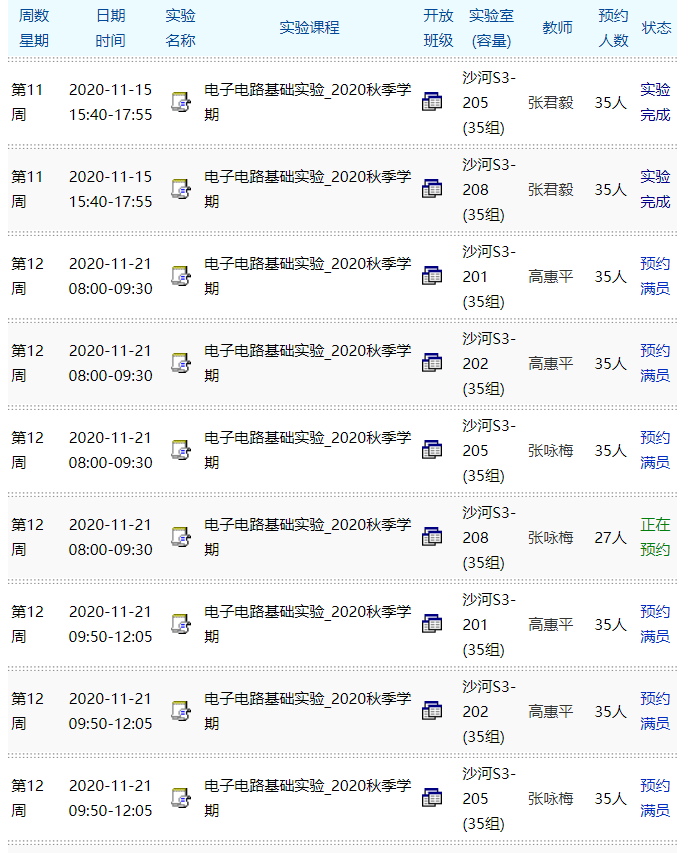 周数 日期 实验 实验课程 开放 实验室 教师 预约 状态
星期 时间 名称 班级 (容量) 人数
第11 2020-11-15 电子电路基础实验_2020秋季学 沙河S3- 张君毅 35人 实验
周 15:40-17:55 期 205 完成
(35组)
第11 2020-11-15 电子电路基础实验_2020秋季学 沙河S3- 张君毅 35人 实验
周 15:40-17:55 期 208 完成
(35组)
第12 2020-11-21 电子电路基础实验_2020秋季学 沙河S3- 高惠平 35人 预约
周 08:00-09:30 期 201 满员
(35组)
第12 2020-11-21 电子电路基础实验_2020秋季学 沙河S3- 高惠平 35人 预约
周 08:00-09:30 期 202 满员
(35组)
第12 2020-11-21 电子电路基础实验_2020秋季学 沙河S3- 张咏梅 35人 预约
周 08:00-09:30 期 205 满员
(35组)
第12 2020-11-21 电子电路基础实验_2020秋季学 沙河S3- 张咏梅 27人 正在
周 08:00-09:30 期 208 预约
(35组)
第12 2020-11-21 电子电路基础实验_2020秋季学 沙河S3- 高惠平 35人 预约
周 09:50-12:05 期 201 满员
(35组)
第12 2020-11-21 电子电路基础实验_2020秋季学 沙河S3- 高惠平 35人 预约
周 09:50-12:05 期 202 满员
(35组)
第12 2020-11-21 电子电路基础实验_2020秋季学 沙河S3- 张咏梅 35人 预约
周 09:50-12:05 期 205 满员
(35组)